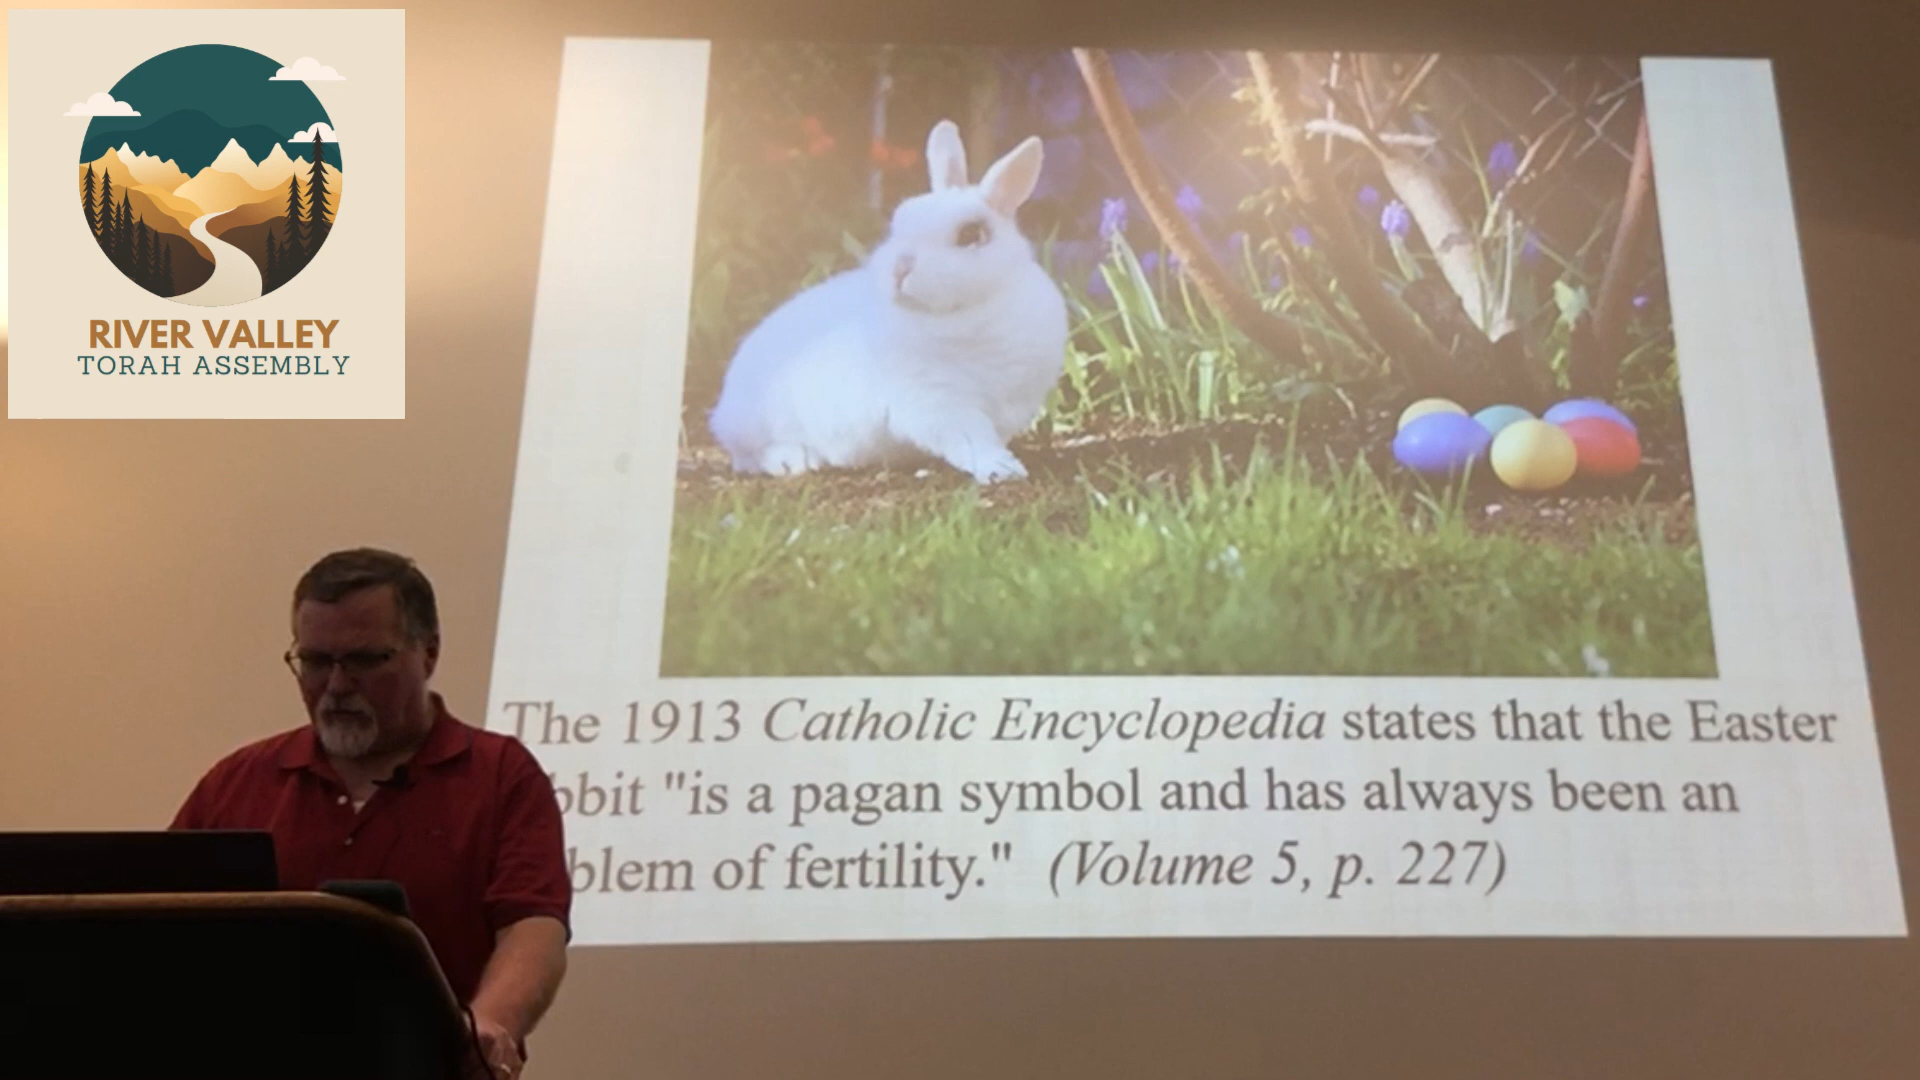 RIVER VALLEY
TORAH ASSEMBLY
The 1913 Catholic Encyclopedia states that the Easter
bbit "is a pagan symbol and has always been an
blem of fertility." (Volume 5, p. 227)